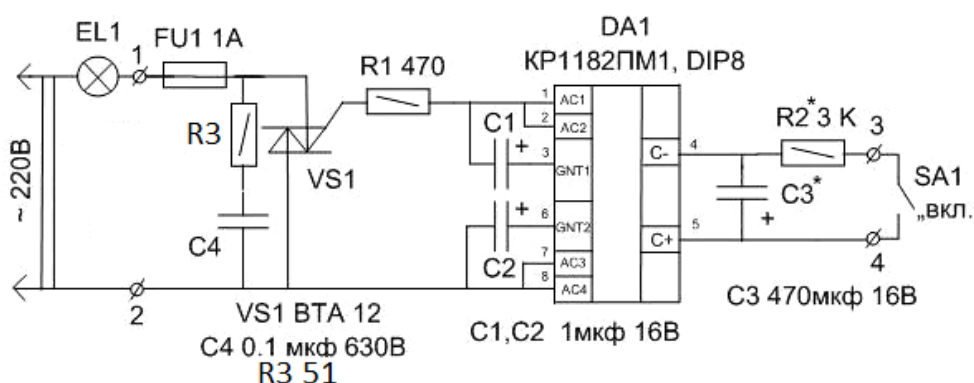 EL1
FU1 1A
1
R1 470
DA1
КР1182ПМ1, DIP8
1
AC1
2
AC2
R2* 3 К
3
R3
C1
+
3
GNT1
C-
4
~ 220В
VS1
C3*
SA1
„вкл.
+
6
GNT2
C4
+
C+
5
C2
7
AC3
4
8
AC4
2
VS1 BTA 12
C3 470мкф 16В
C4 0.1 мкф 630В
C1,C2 1мкф 16В
R3 51